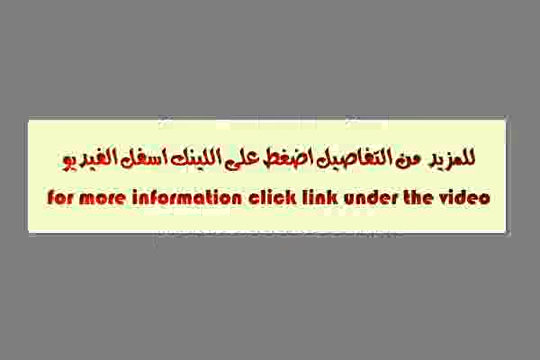 للمزيد من التفاصيل اضغط على اللينك اسفل الفيديو
for more information click link under the video